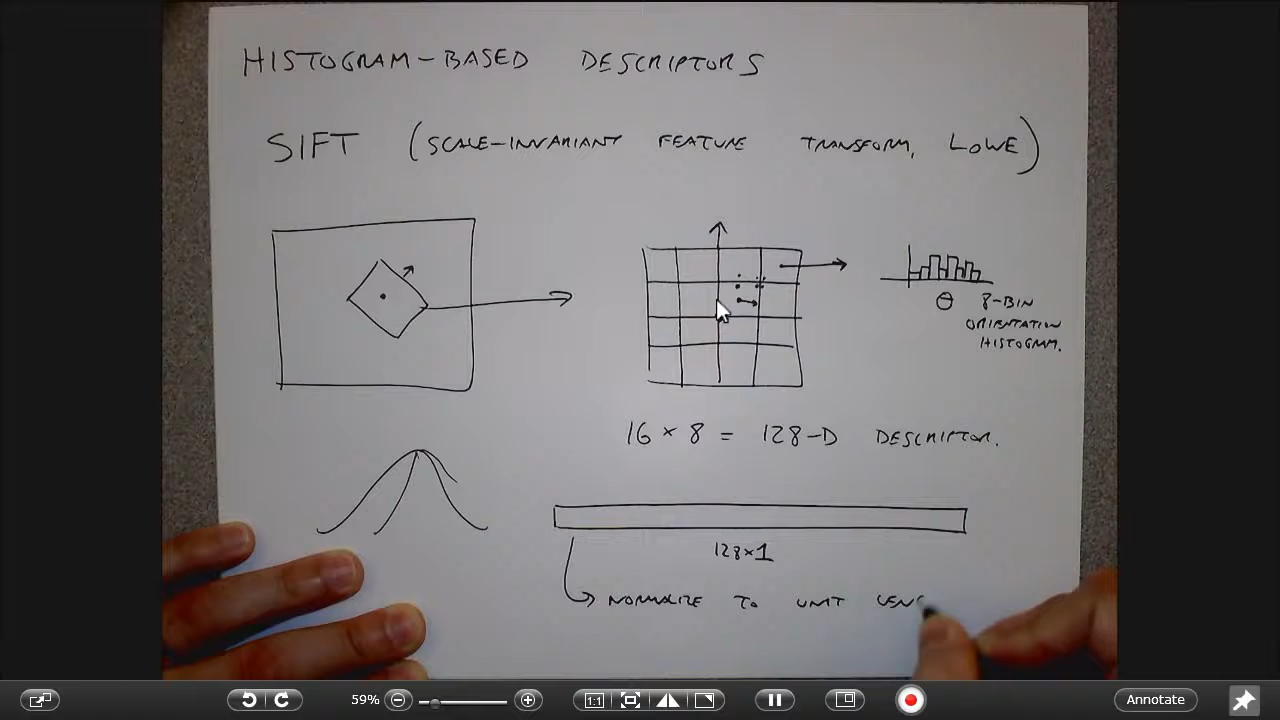 HISTOGRAM-BASED DESCRIPTORS
SIFT (SCALE-INVARIANT FEATURE TRANSFORM, LOWE)
θ 8-BIN
ORIENTATION
HISTOGRAM.
16 × 8 = 128-D DESCRIPTOR.
128×1
NORMALIZE TO UNIT LENG
59% 1:1 Annotate